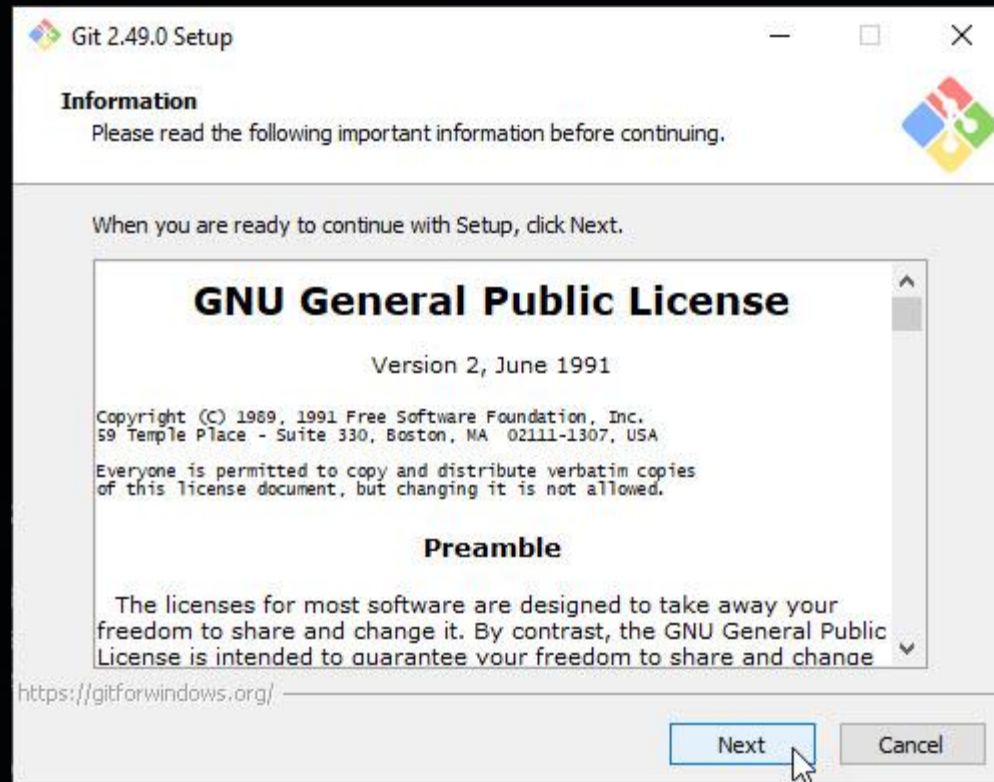 Git 2.49.0 Setup
Information
Please read the following important information before continuing.
When you are ready to continue with Setup, click Next.
GNU General Public License
Version 2, June 1991
Copyright (C) 1989, 1991 Free Software Foundation, Inc.
59 Temple Place - Suite 330, Boston, MA  02111-1307, USA
Everyone is permitted to copy and distribute verbatim copies
of this license document, but changing it is not allowed.
Preamble
The licenses for most software are designed to take away your
freedom to share and change it. By contrast, the GNU General Public
License is intended to guarantee your freedom to share and change
https://gitforwindows.org/
Next
Cancel